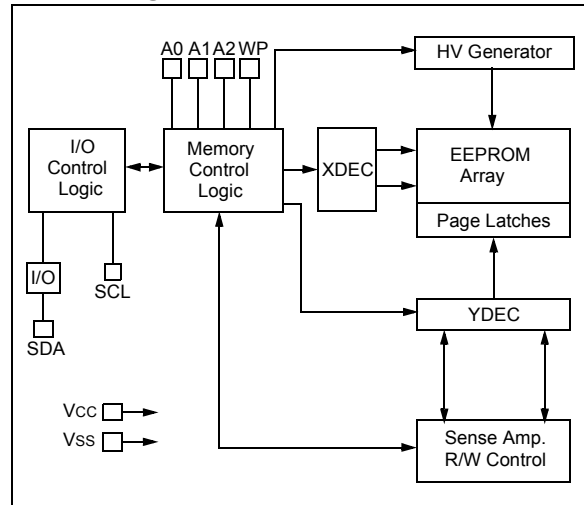 A0 A1 A2 WP
HV Generator
I/O
Control
Logic
Memory
Control
Logic
XDEC
EEPROM
Array
Page Latches
I/O
SCL
SDA
YDEC
VCC
VSS
Sense Amp.
R/W Control